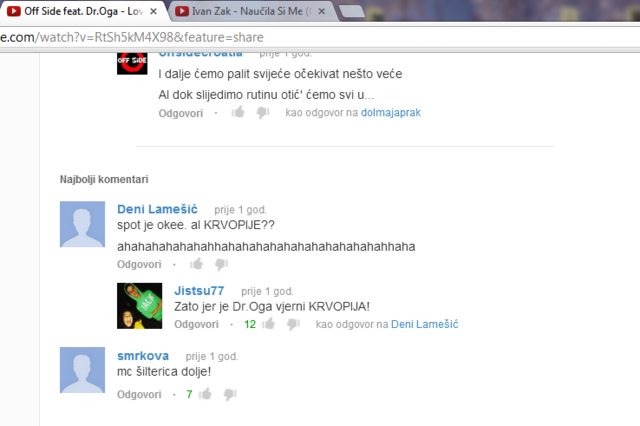 Off Side feat. Dr.Oga - Lov
Ivan Zak - Naučila Si Me (
e.com/watch?v=RtSh5kM4X98&feature=share
OFF SIDE
offsidecroatia
I dalje ćemo palit svijeće očekivat nešto veće
Al dok slijedimo rutinu otić' ćemo svi u...
Odgovori · kao odgovor na dolmajaprak
Najbolji komentari
Deni Lamešić prije 1 god.
spot je okee. al KRVOPIJE??
ahahahahahahahhahahahahahahahahahahahahahhaha
Odgovori ·
Jistsu77 prije 1 god.
Zato jer je Dr.Oga vjerni KRVOPIJA!
Odgovori · 12 kao odgovor na Deni Lamešić
smrkova prije 1 god.
mc šilterica dolje!
Odgovori · 7